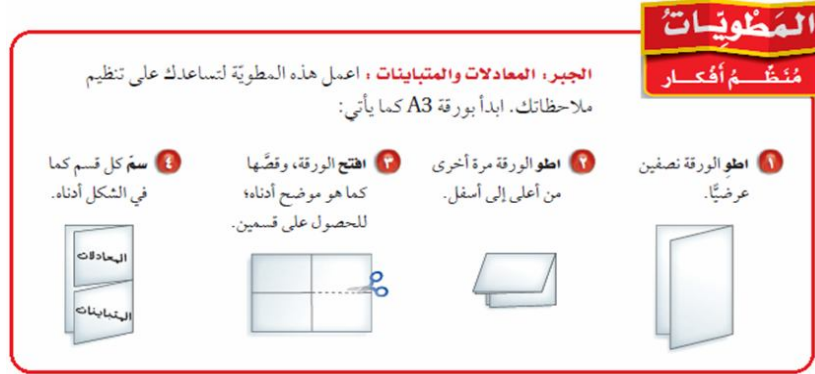 المَطْويّاتُ
مُنَظِّمُ أَفْكار
الجبر، المعادلات والمتباينات ، اعمل هذه المطويّة لتساعدك على تنظيم
ملاحظاتك. ابدأ بورقة A3 كما يأتي:
١ اطوِ الورقة نصفين
عرضيًّا.
٢ اطو الورقة مرة أخرى
من أعلى إلى أسفل.
٣ افتح الورقة، وقصَّها
كما هو موضح أدناه؛
للحصول على قسمين.
٤ سمّ كل قسم كما
في الشكل أدناه.
المعادلات
المتباينات